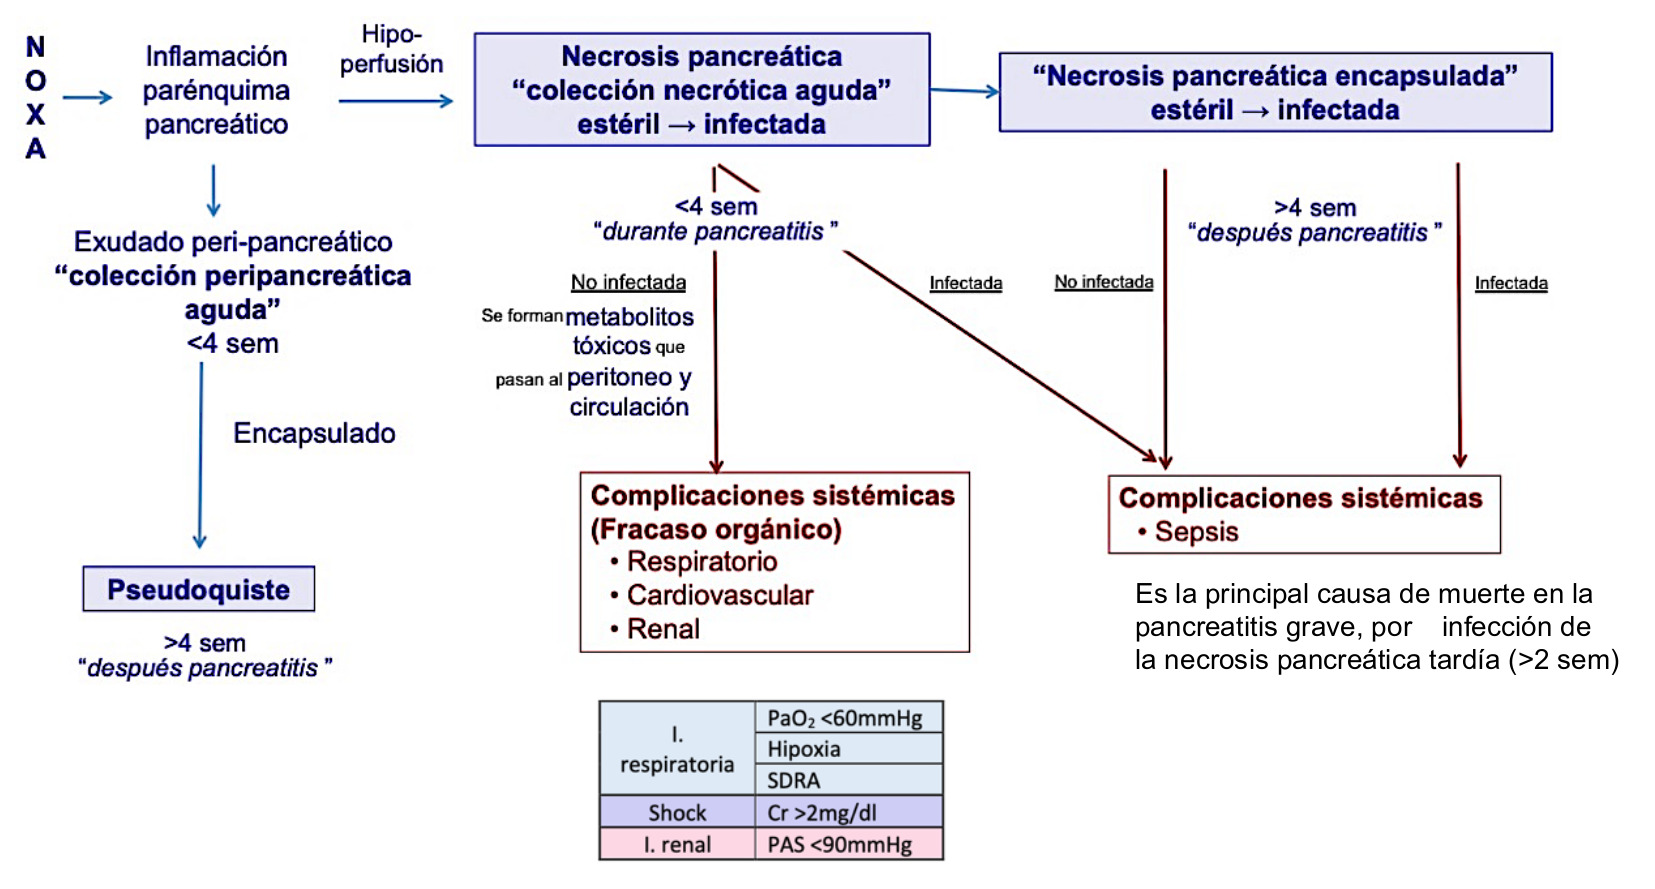 N
O
X
A
Inflamación
parénquima
pancreático
Hipo-
perfusión
Necrosis pancreática
“colección necrótica aguda”
estéril → infectada
“Necrosis pancreática encapsulada”
estéril → infectada
Exudado peri-pancreático
“colección peripancreática
aguda”
<4 sem
Encapsulado
Pseudoquiste
>4 sem
“después pancreatitis ”
<4 sem
“durante pancreatitis ”
No infectada
Se forman metabolitos
tóxicos que
pasan al peritoneo y
circulación
Infectada
No infectada
>4 sem
“después pancreatitis ”
Infectada
Complicaciones sistémicas
(Fracaso orgánico)
• Respiratorio
• Cardiovascular
• Renal
Complicaciones sistémicas
• Sepsis
Es la principal causa de muerte en la
pancreatitis grave, por infección de
la necrosis pancreática tardía (>2 sem)
I.
respiratoria
PaO₂ <60mmHg
Hipoxia
SDRA
Shock
Cr >2mg/dl
I. renal
PAS <90mmHg